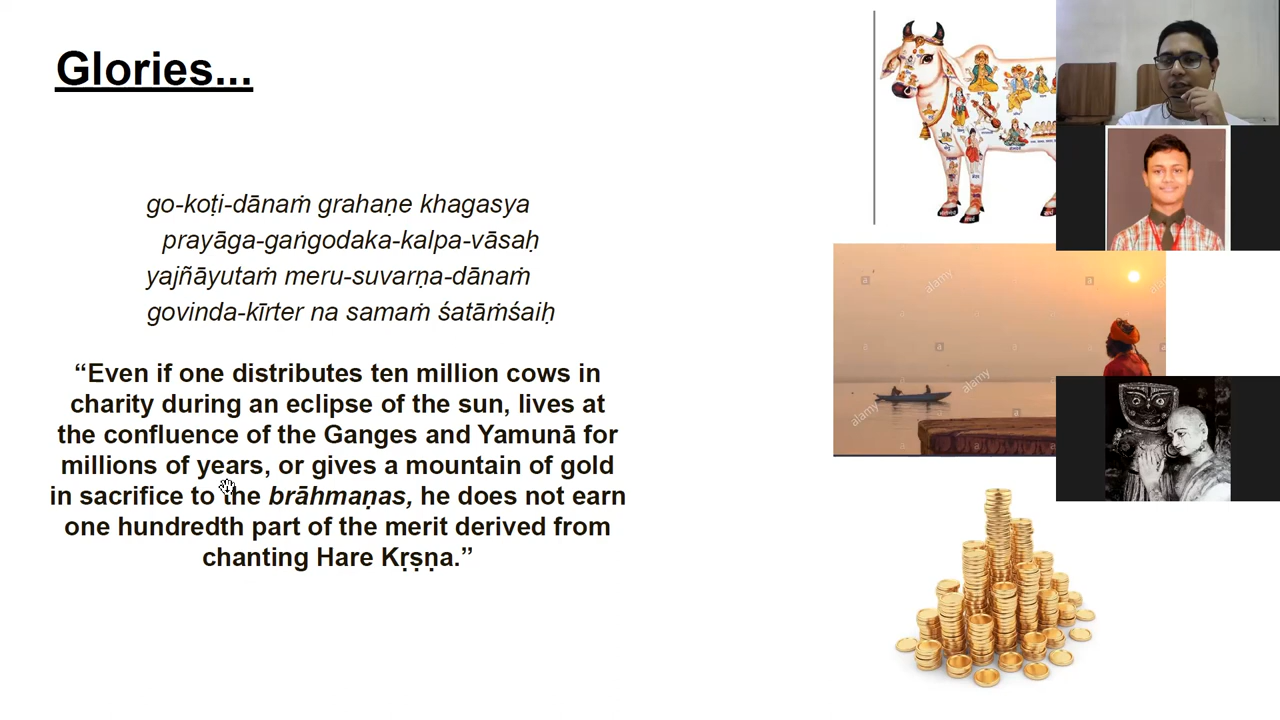 Glories...
go-koṭi-dānaṁ grahaṇe khagasya
prayāga-gaṅgodaka-kalpa-vāsaḥ
yajñāyutaṁ meru-suvarṇa-dānaṁ
govinda-kīrter na samaṁ śatāṁśaiḥ
“Even if one distributes ten million cows in
charity during an eclipse of the sun, lives at
the confluence of the Ganges and Yamunā for
millions of years, or gives a mountain of gold
in sacrifice to the brāhmaṇas, he does not earn
one hundredth part of the merit derived from
chanting Hare Kṛṣṇa.”
alamy
alamy
alamy